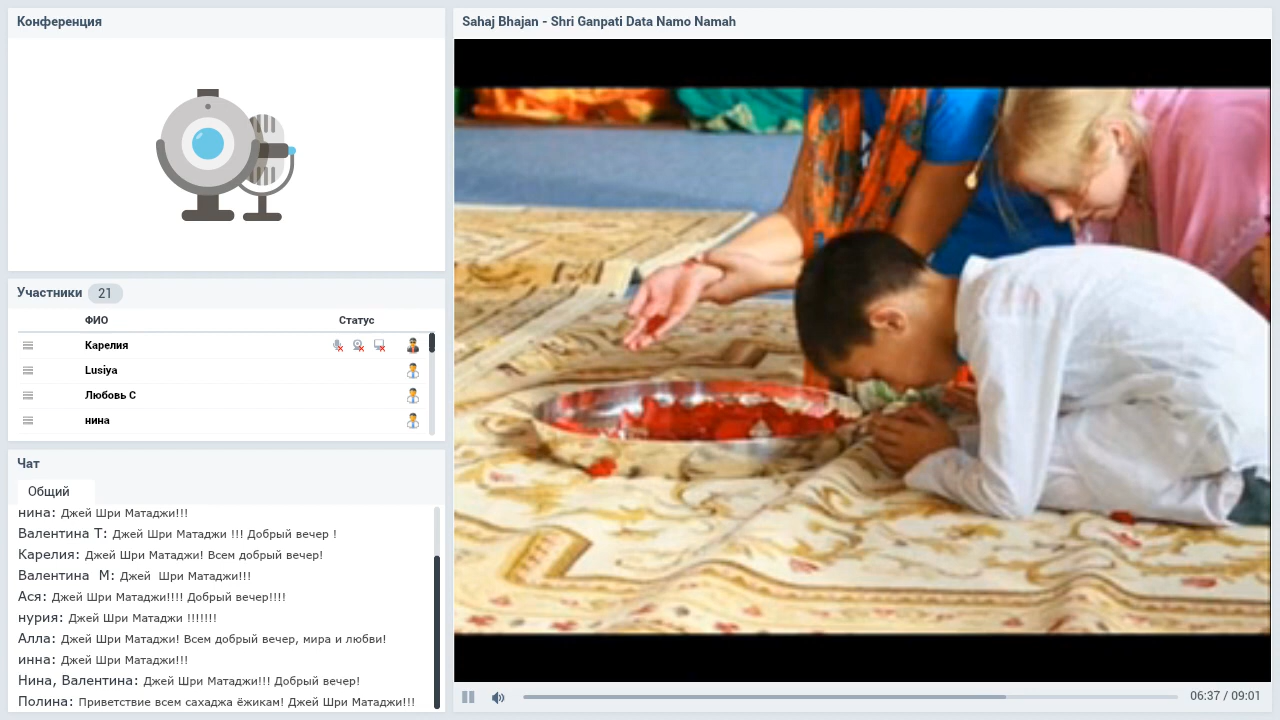 Конференция
Sahaj Bhajan - Shri Ganpati Data Namo Namah
Участники 21
ФИО Статус
Карелия
Lusiya
Любовь С
нина
Чат
Общий
нина: Джей Шри Матаджи!!!
Валентина Т: Джей Шри Матаджи !!! Добрый вечер !
Карелия: Джей Шри Матаджи! Всем добрый вечер!
Валентина  М: Джей  Шри Матаджи!!!
Ася: Джей Шри Матаджи!!!! Добрый вечер!!!!
нурия: Джей Шри Матаджи !!!!!!!
Алла: Джей Шри Матаджи! Всем добрый вечер, мира и любви!
инна: Джей Шри Матаджи!!!
Нина, Валентина: Джей Шри Матаджи!!! Добрый вечер!
Полина: Приветствие всем сахаджа ёжикам! Джей Шри Матаджи!!!
06:37 / 09:01